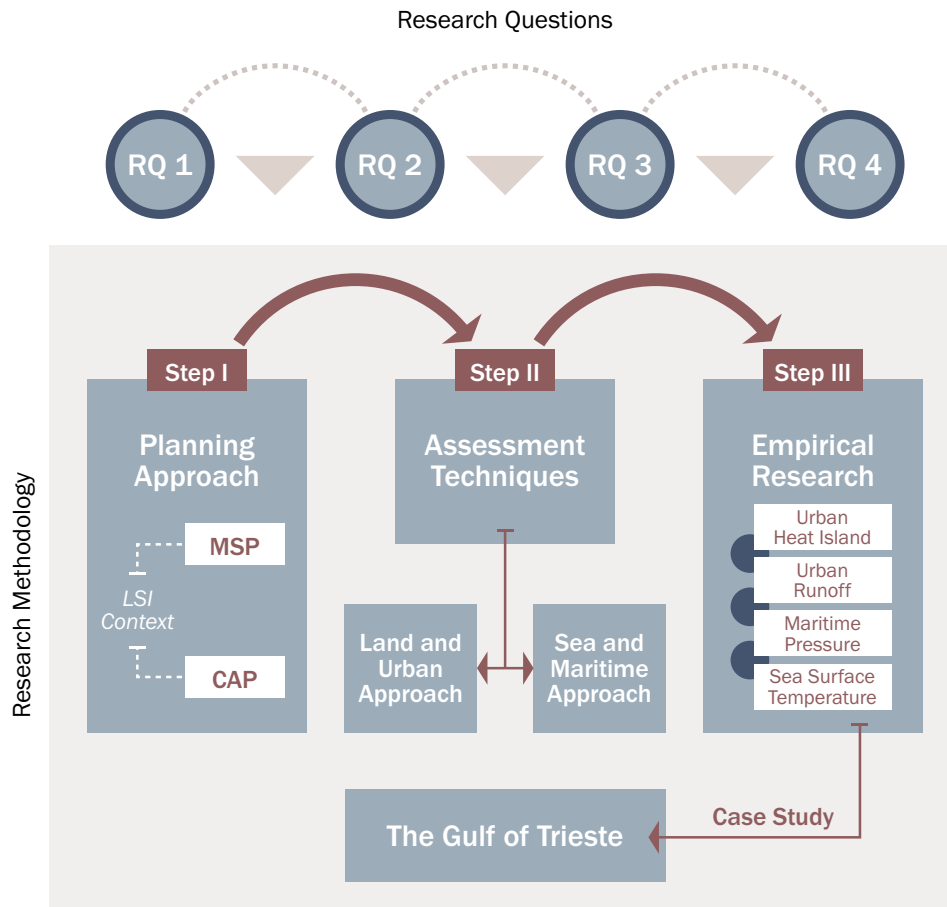 Research Questions
RQ 1
RQ 2
RQ 3
RQ 4
Research Methodology
Step I
Planning
Approach
MSP
LSI
Context
CAP
Step II
Assessment
Techniques
Land and
Urban
Approach
Sea and
Maritime
Approach
Step III
Empirical
Research
Urban
Heat Island
Urban
Runoff
Maritime
Pressure
Sea Surface
Temperature
Case Study
The Gulf of Trieste